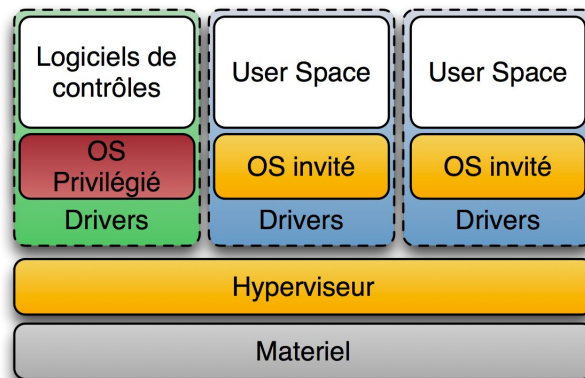 Logiciels de
contrôles
OS
Privilégié
Drivers
User Space
OS invité
Drivers
User Space
OS invité
Drivers
Hyperviseur
Materiel